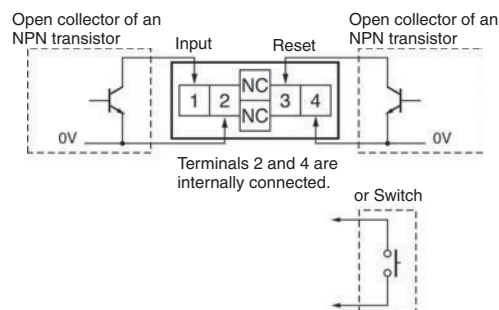 Open collector of an
NPN transistor
Open collector of an
NPN transistor
Input
Reset
NC
1 2 3 4
NC
0V
0V
Terminals 2 and 4 are
internally connected.
or Switch